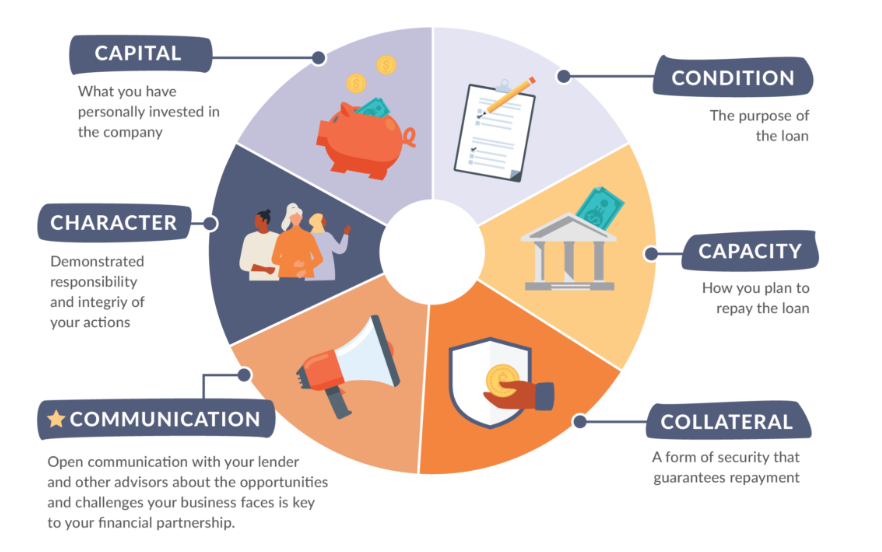 CAPITAL
What you have
personally invested in
the company
CONDITION
The purpose of
the loan
CHARACTER
Demonstrated
responsibility
and integriy of
your actions
CAPACITY
How you plan to
repay the loan
COMMUNICATION
Open communication with your lender
and other advisors about the opportunities
and challenges your business faces is key
to your financial partnership.
COLLATERAL
A form of security that
guarantees repayment